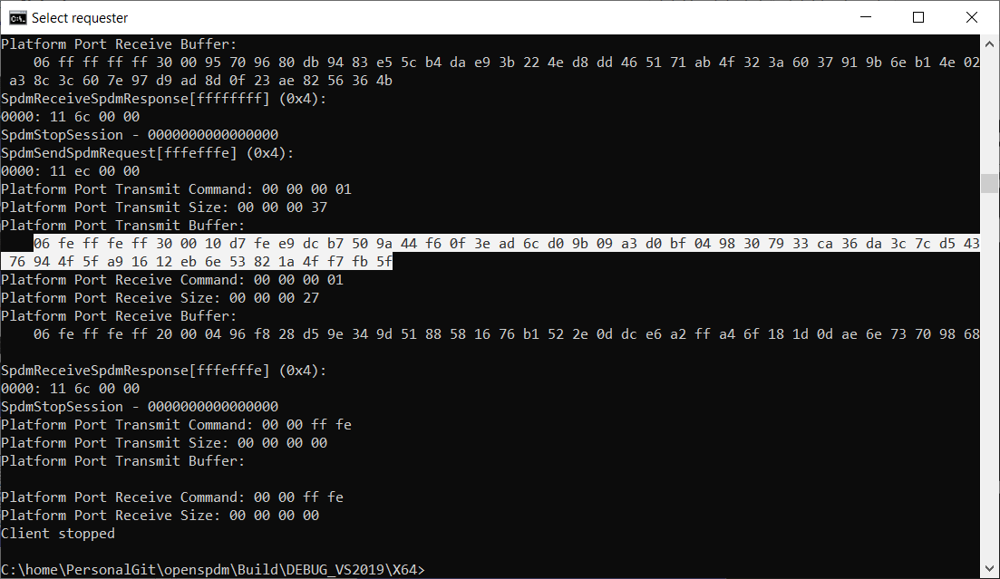 Select requester
Platform Port Receive Buffer:
    06 ff ff ff ff 30 00 95 70 96 80 db 94 83 e5 5c b4 da e9 3b 22 4e d8 dd 46 51 71 ab 4f 32 3a 60 37 91 9b 6e b1 4e 02
 a3 8c 3c 60 7e 97 d9 ad 8d 0f 23 ae 82 56 36 4b
SpdmReceiveSpdmResponse[ffffffff] (0x4):
0000: 11 6c 00 00
SpdmStopSession - 0000000000000000
SpdmSendSpdmRequest[fffefffe] (0x4):
0000: 11 ec 00 00
Platform Port Transmit Command: 00 00 00 01
Platform Port Transmit Size: 00 00 00 37
Platform Port Transmit Buffer:
    06 fe ff fe ff 30 00 10 d7 fe e9 dc b7 50 9a 44 f6 0f 3e ad 6c d0 9b 09 a3 d0 bf 04 98 30 79 33 ca 36 da 3c 7c d5 43
 76 94 4f 5f a9 16 12 eb 6e 53 82 1a 4f f7 fb 5f
Platform Port Receive Command: 00 00 00 01
Platform Port Receive Size: 00 00 00 27
Platform Port Receive Buffer:
    06 fe ff fe ff 20 00 04 96 f8 28 d5 9e 34 9d 51 88 58 16 76 b1 52 2e 0d dc e6 a2 ff a4 6f 18 1d 0d ae 6e 73 70 98 68
SpdmReceiveSpdmResponse[fffefffe] (0x4):
0000: 11 6c 00 00
SpdmStopSession - 0000000000000000
Platform Port Transmit Command: 00 00 ff fe
Platform Port Transmit Size: 00 00 00 00
Platform Port Transmit Buffer:
Platform Port Receive Command: 00 00 ff fe
Platform Port Receive Size: 00 00 00 00
Client stopped
C:\home\PersonalGit\openspdm\Build\DEBUG_VS2019\X64>